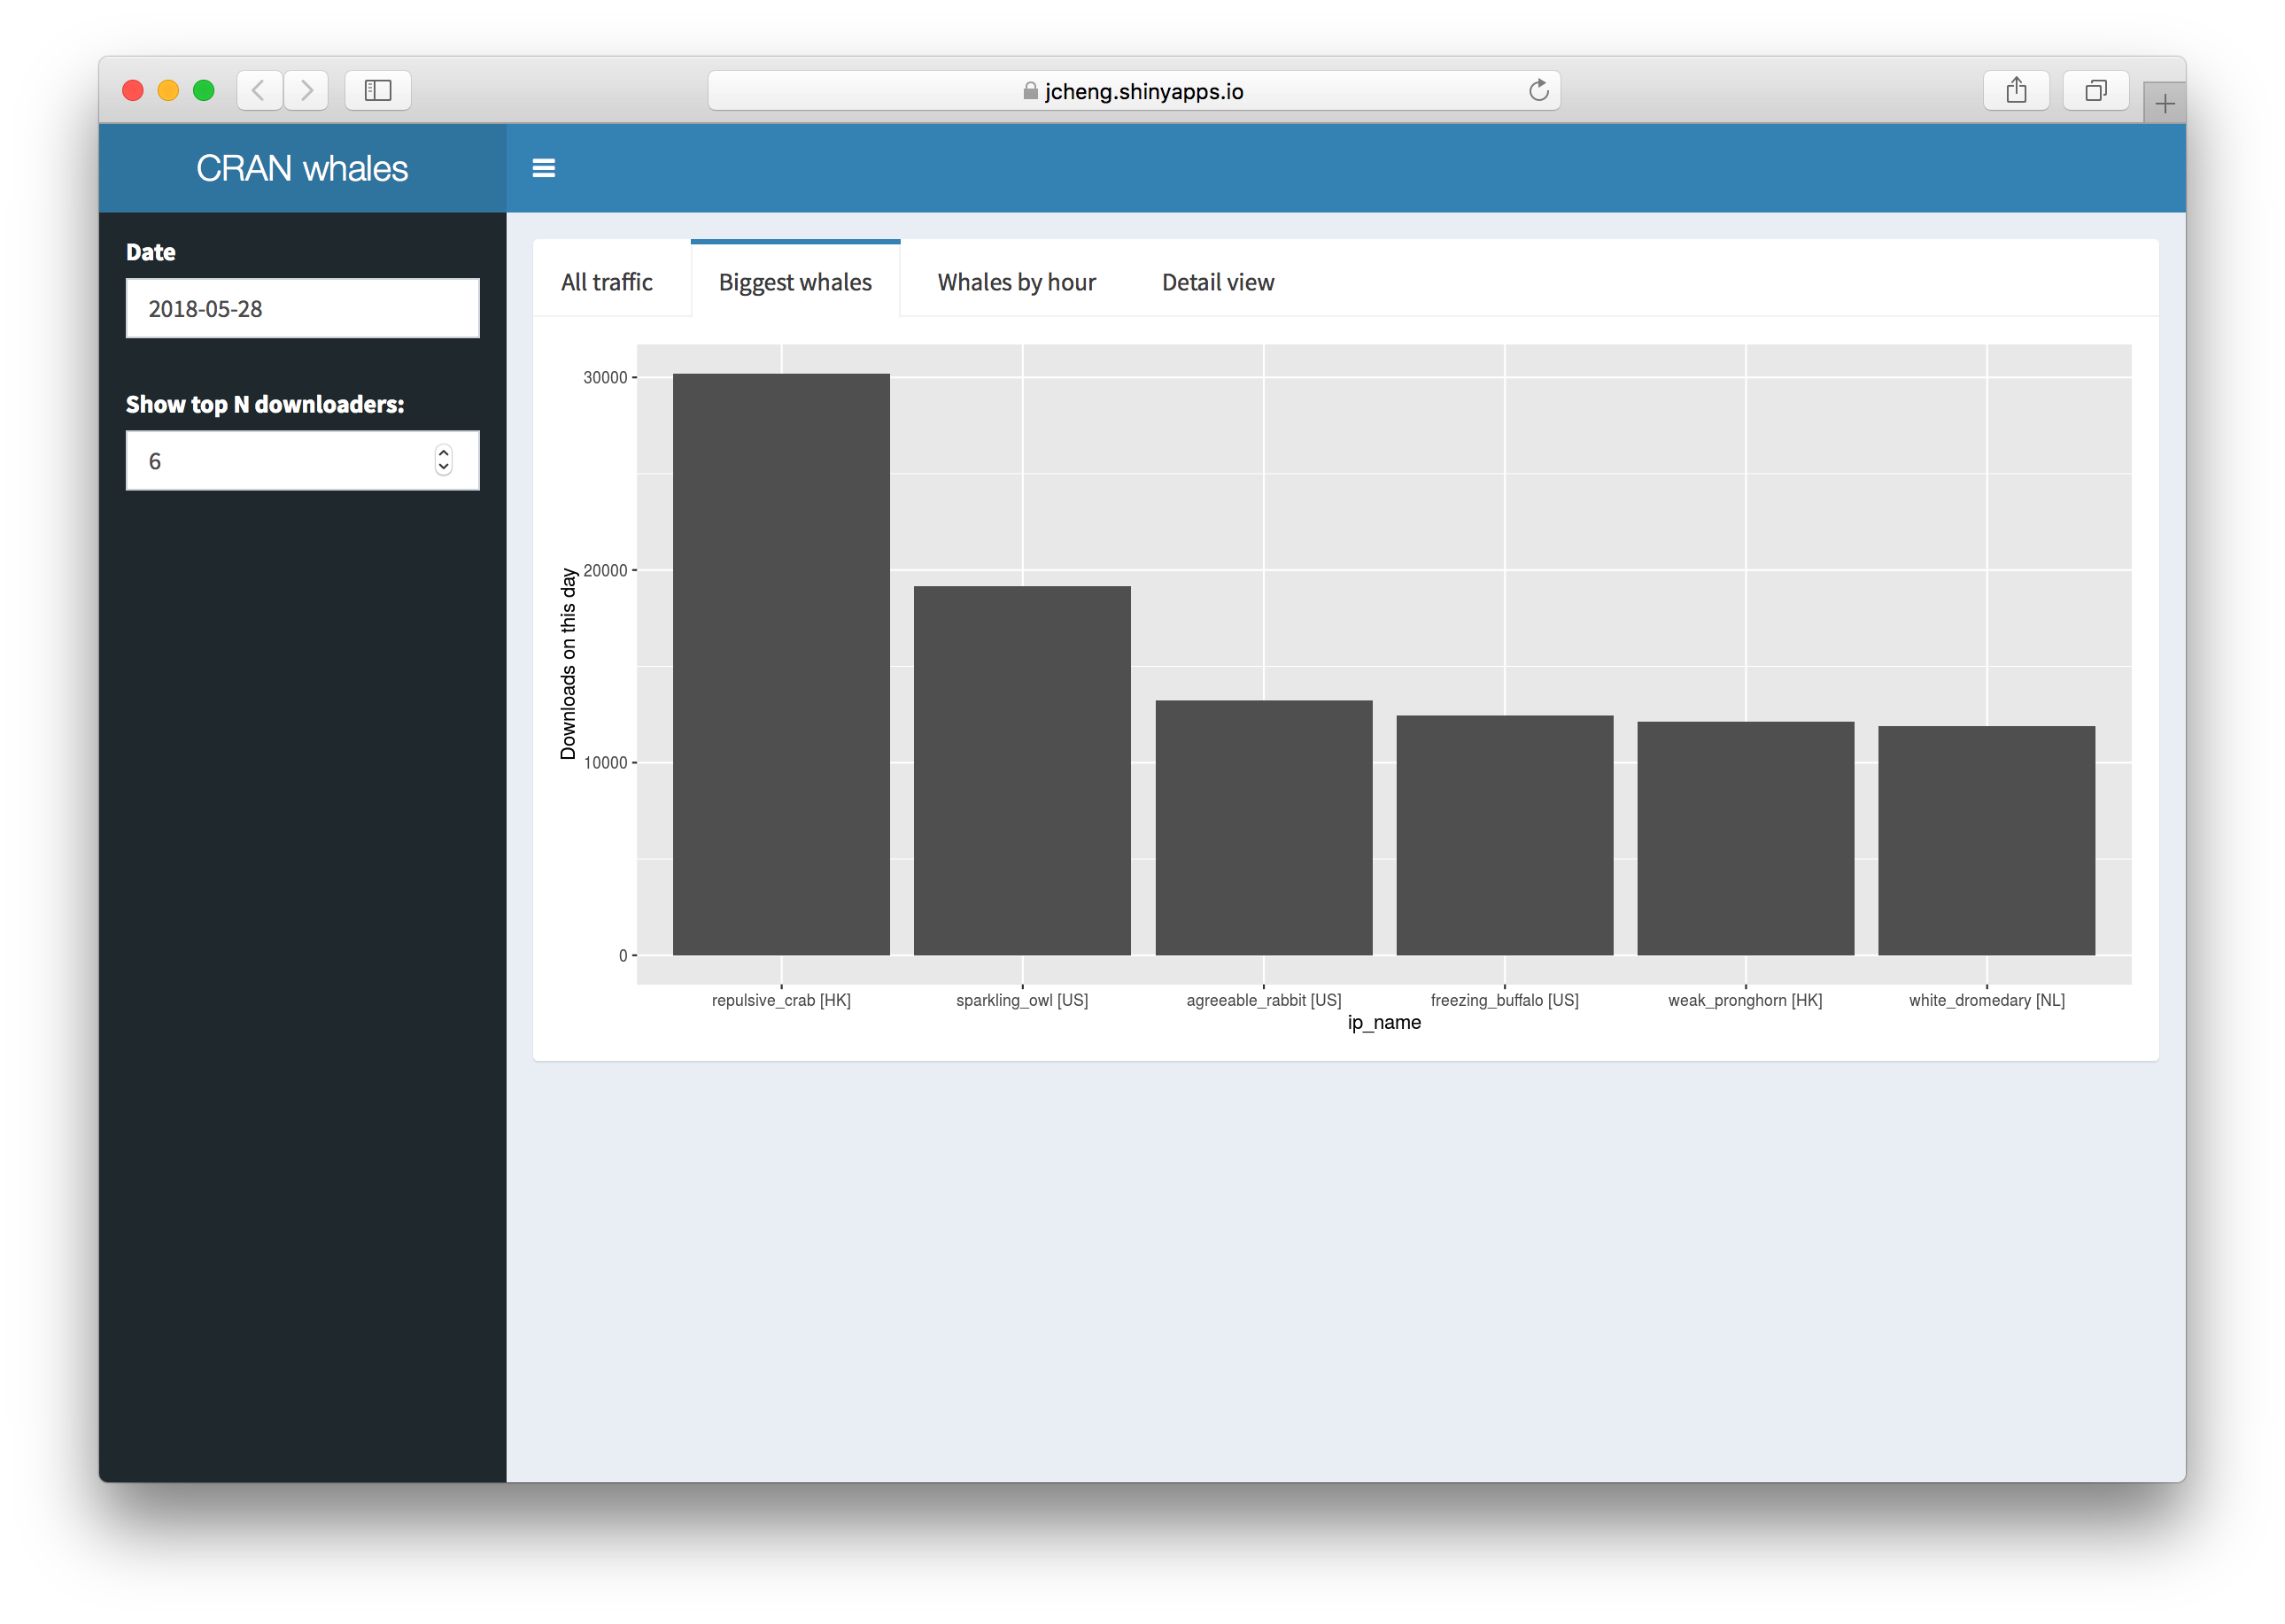 jcheng.shinyapps.io
CRAN whales
Date
2018-05-28
Show top N downloaders:
6
All traffic
Biggest whales
Whales by hour
Detail view
Downloads on this day
30000
20000
10000
0
repulsive_crab [HK]
sparkling_owl [US]
agreeable_rabbit [US]
freezing_buffalo [US]
weak_pronghorn [HK]
white_dromedary [NL]
ip_name